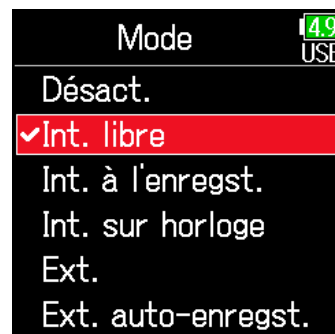 Mode
4.9
USB
Désact.
Int. libre
Int. à l'enregst.
Int. sur horloge
Ext.
Ext. auto-enregst.